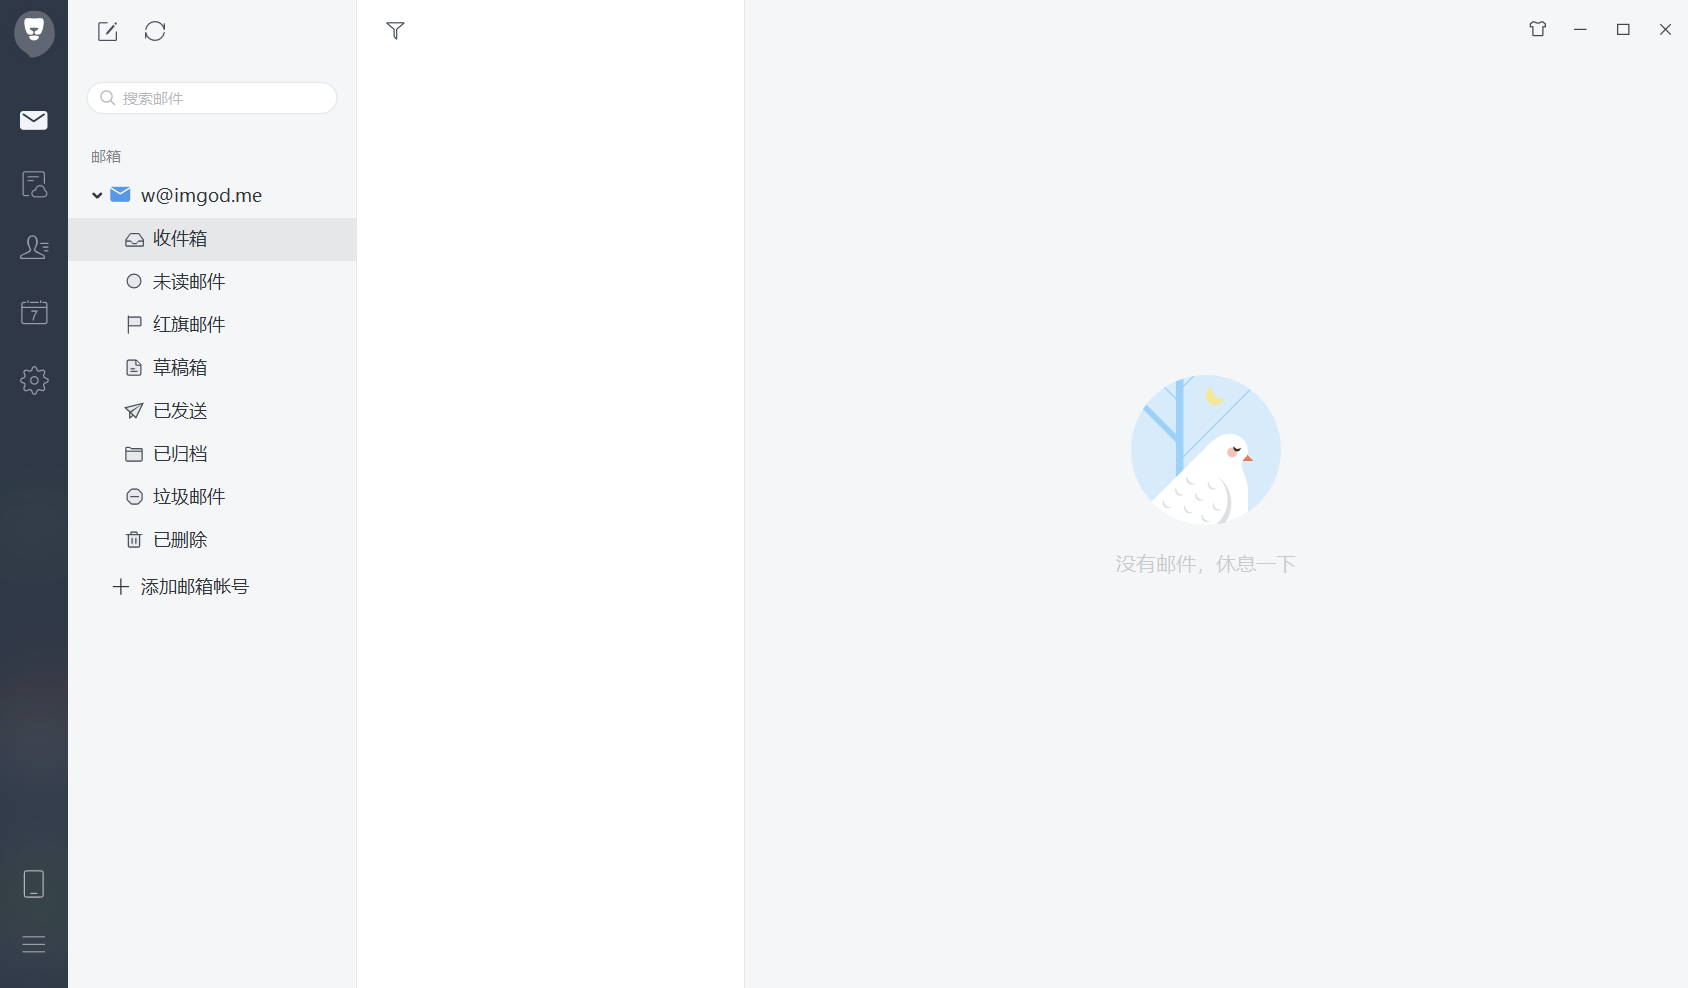 搜索邮件
邮箱
w@imgod.me
收件箱
未读邮件
红旗邮件
草稿箱
已发送
已归档
垃圾邮件
已删除
添加邮箱帐号
7
没有邮件，休息一下